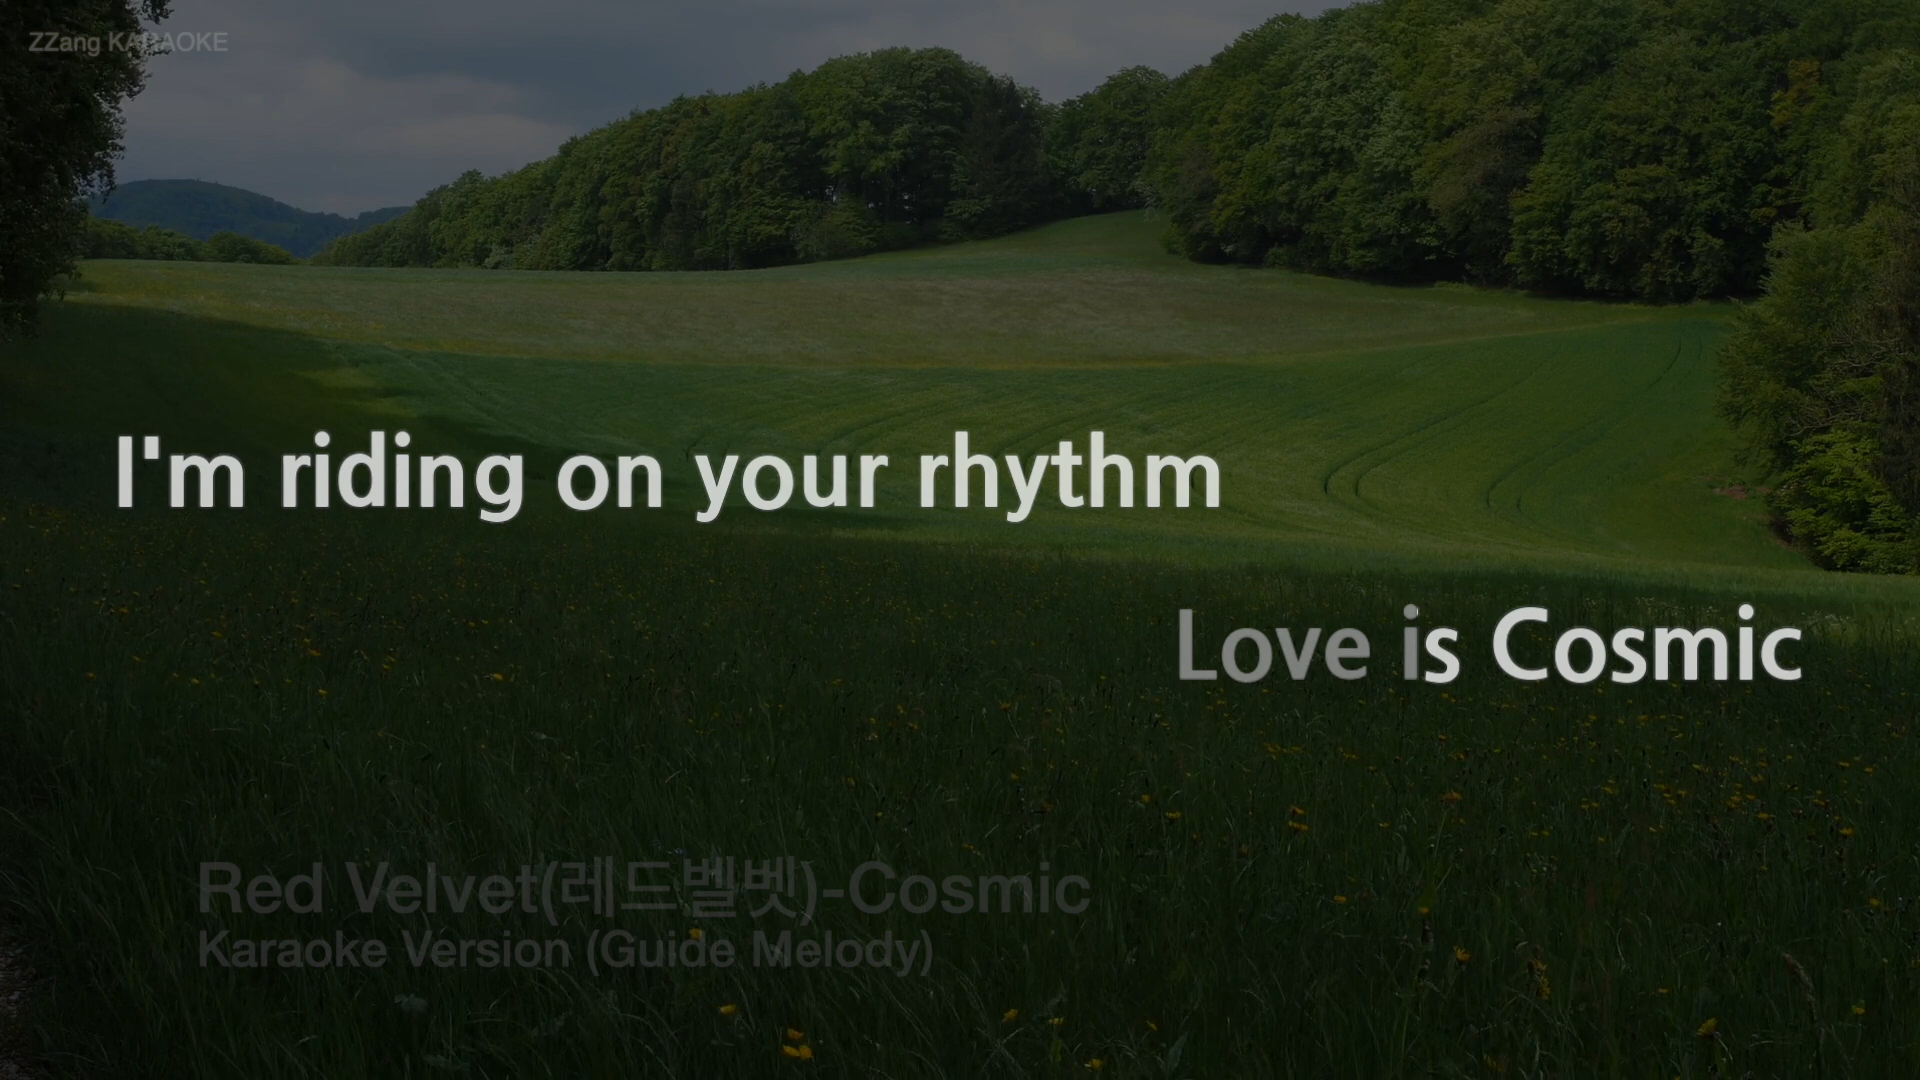 ZZang KARAOKE
I'm riding on your rhythm
Love is Cosmic
Red Velvet(레드벨벳)-Cosmic
Karaoke Version (Guide Melody)